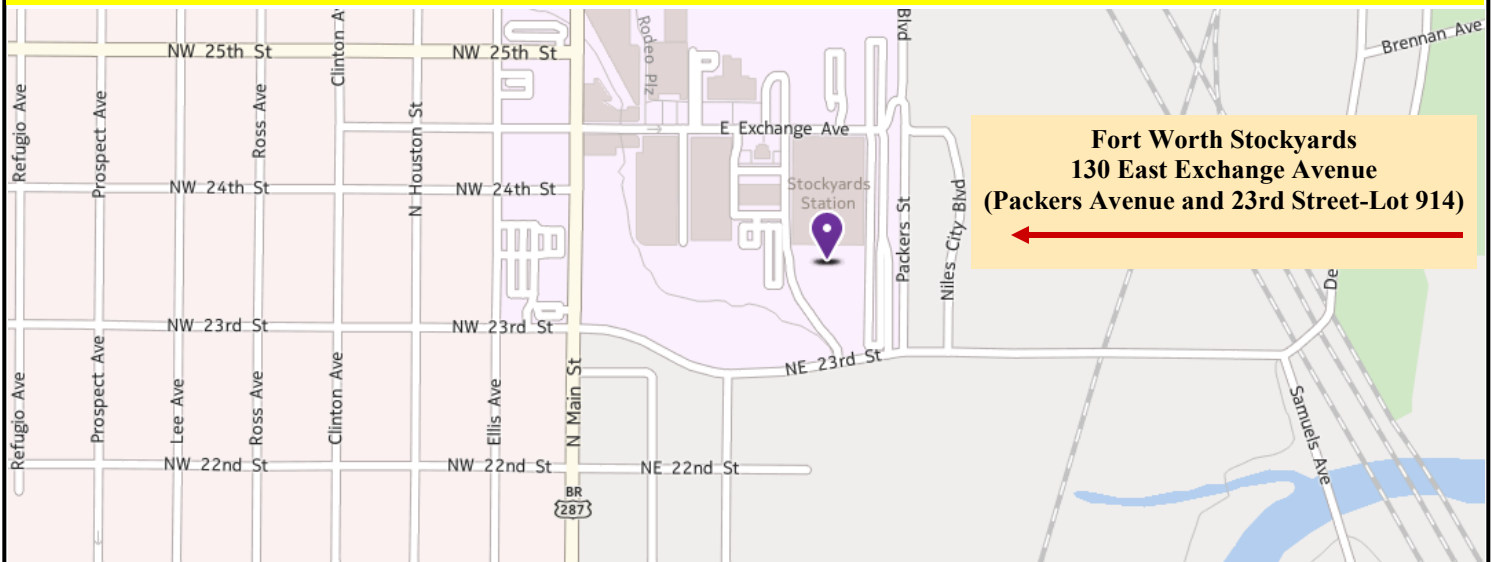 Clinton A
Blvd
Rodeo Plz
Brennan Ave
NW 25th St
NW 25th St
Refugio Ave
Prospect Ave
Ross Ave
N Houston St
E Exchange Ave
Fort Worth Stockyards
130 East Exchange Avenue
(Packers Avenue and 23rd Street-Lot 914)
NW 24th St
NW 24th St
Stockyards
Station
Packers St
Niles City Blvd
De
NW 23rd St
NW 23rd St
NE 23rd St
Refugio Ave
Prospect Ave
Lee Ave
Ross Ave
Clinton Ave
Ellis Ave
N Main St
Samuels Ave
NW 22nd St
NW 22nd St
NE 22nd St
BR
287